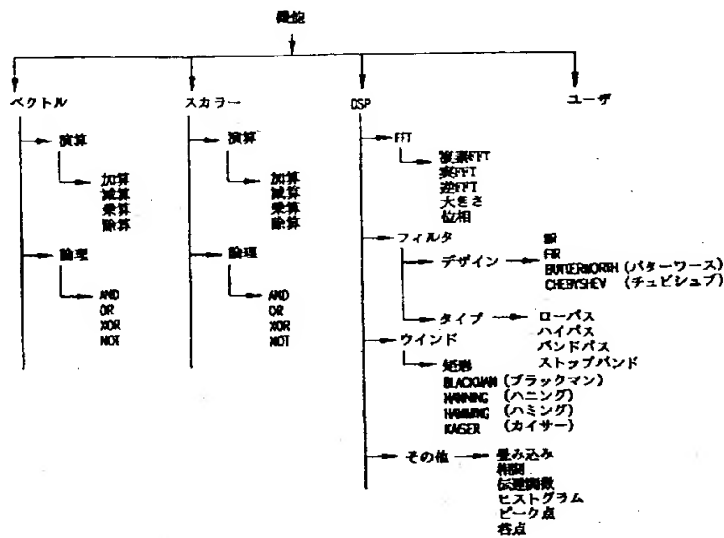 機能
ベクトル
スカラー
DSP
ユーザ
演算
加算
減算
乗算
除算
論理
AND
OR
XOR
NOT
演算
加算
減算
乗算
除算
論理
AND
OR
XOR
NOT
FFT
複素FFT
実FFT
逆FFT
大きさ
位相
フィルタ
デザイン
FIR
BUTTERWORTH (バターワース)
CHEBYSHEV (チェビシュブ)
タイプ
ローパス
ハイパス
バンドパス
ストップバンド
ウインド
矩形
BLACKMAN (ブラックマン)
HANNING (ハニング)
HAMMING (ハミング)
KAISER (カイサー)
その他
畳み込み
相関
伝達関数
ヒストグラム
ピーク点